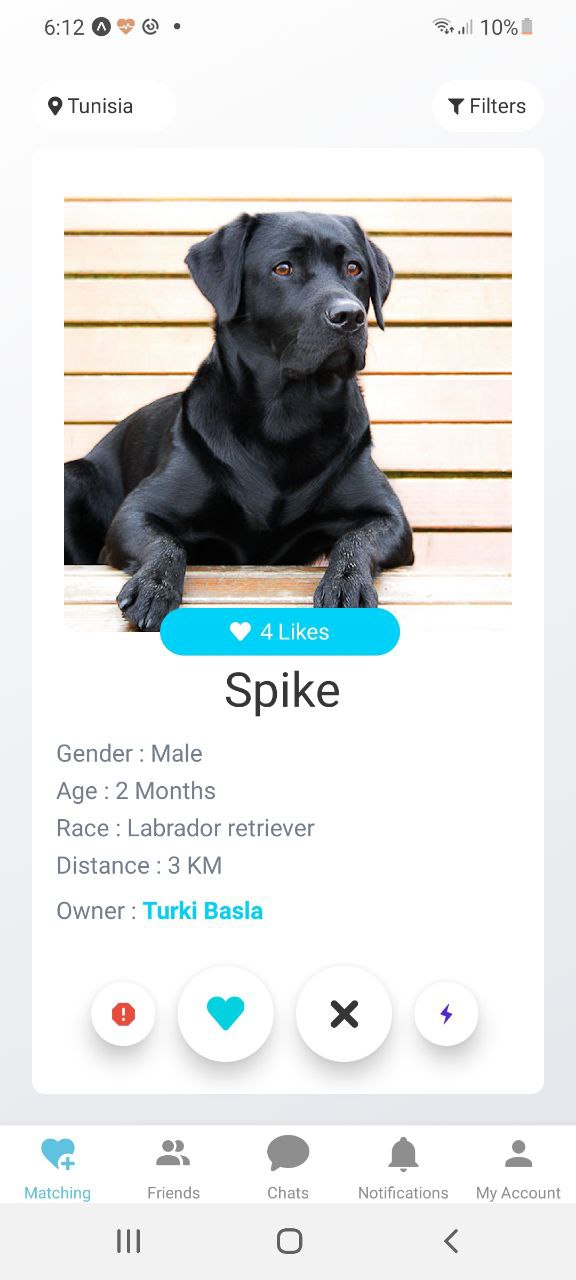 6:12
10%
Tunisia
Filters
4 Likes
Spike
Gender : Male
Age : 2 Months
Race : Labrador retriever
Distance : 3 KM
Owner : Turki Basla
Matching
Friends
Chats
Notifications
My Account